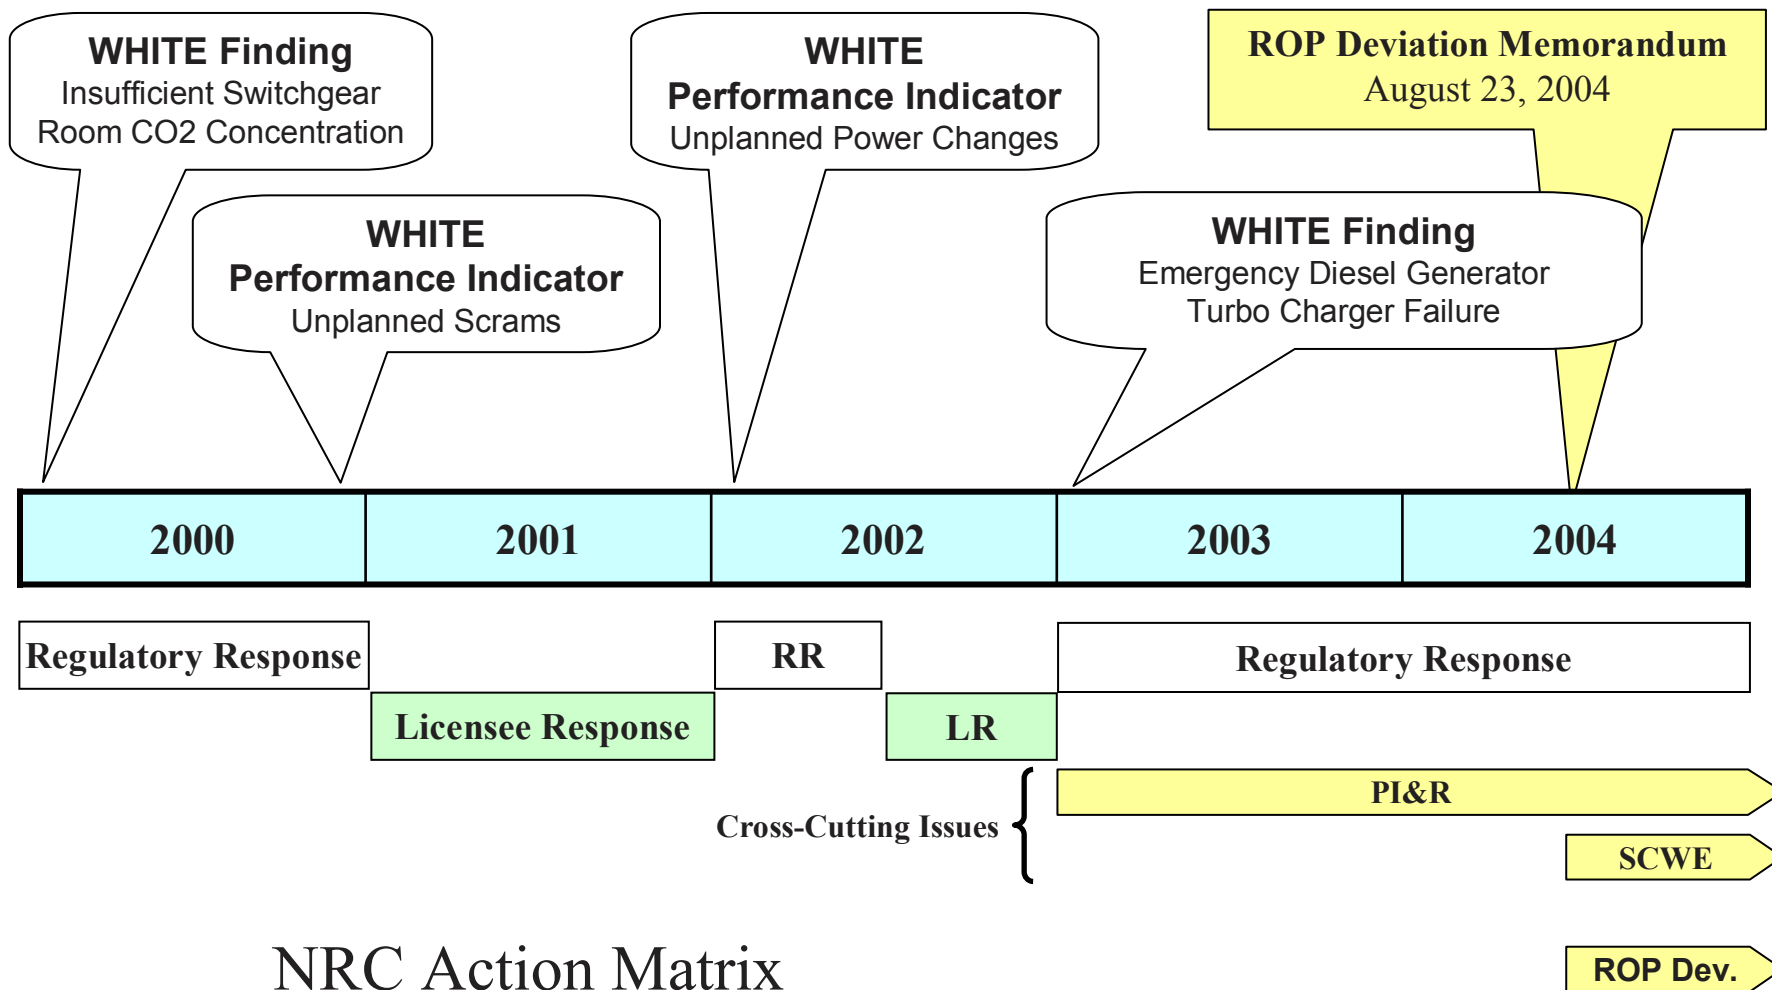 WHITE Finding
Insufficient Switchgear
Room CO2 Concentration
WHITE
Performance Indicator
Unplanned Power Changes
ROP Deviation Memorandum
August 23, 2004
WHITE
Performance Indicator
Unplanned Scrams
WHITE Finding
Emergency Diesel Generator
Turbo Charger Failure
2000 2001 2002 2003 2004
Regulatory Response RR Regulatory Response
Licensee Response LR
PI&R
Cross-Cutting Issues
SCWE
NRC Action Matrix
ROP Dev.